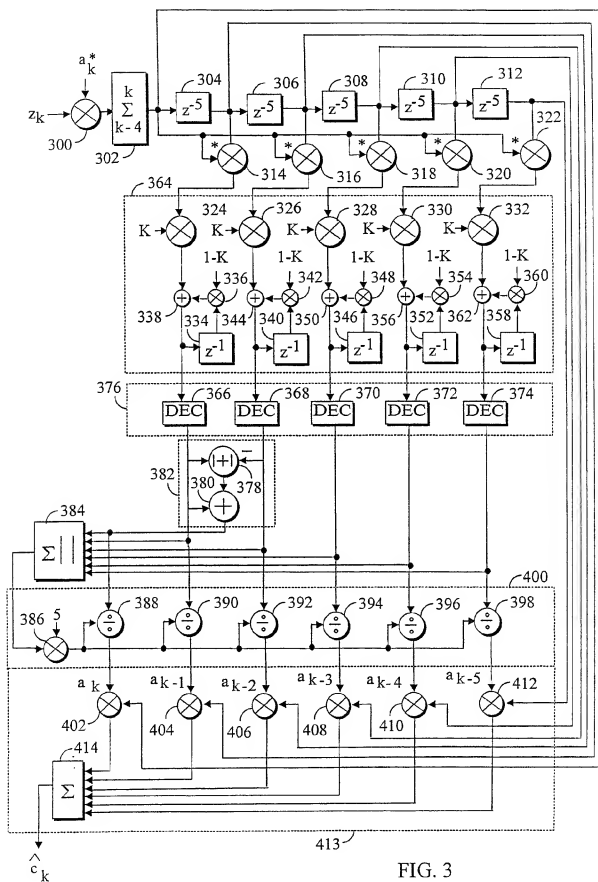 a*k
304 306 308 310 312
zk
k
Σ
k-4
z-5 z-5 z-5 z-5 z-5
300
302
322
* * * * *
314 316 318 320
364
324 326 328 330 332
K K K K K
1-K 1-K 1-K 1-K 1-K
336 342 348 354 360
+ + + + +
338 344 350 356 362
334 340 346 352 358
z-1 z-1 z-1 z-1 z-1
376
366 368 370 372 374
DEC DEC DEC DEC DEC
|+| −
382 380 378
+
384
Σ | |
400
386 5 388 390 392 394 396 398
÷ ÷ ÷ ÷ ÷ ÷
ak ak-1 ak-2 ak-3 ak-4 ak-5
412
402 404 406 408 410
414
Σ
413
ĉk
FIG. 3